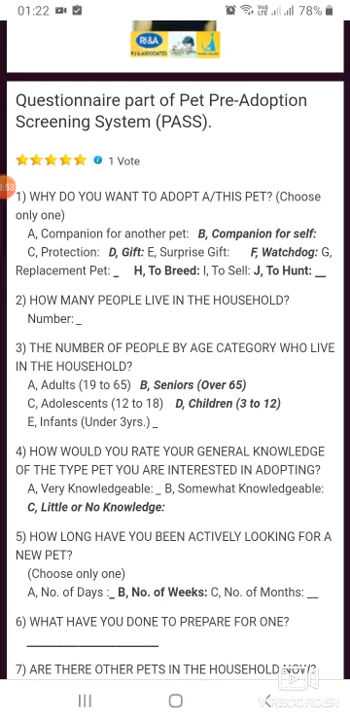 01:22
78%
RI&A
RI & ASSOCIATES
Questionnaire part of Pet Pre-Adoption
Screening System (PASS).
1 Vote
0:53
1) WHY DO YOU WANT TO ADOPT A/THIS PET? (Choose
only one)
A, Companion for another pet: B, Companion for self:
C, Protection: D, Gift: E, Surprise Gift: F, Watchdog: G,
Replacement Pet: _ H, To Breed: I, To Sell: J, To Hunt: __
2) HOW MANY PEOPLE LIVE IN THE HOUSEHOLD?
Number: _
3) THE NUMBER OF PEOPLE BY AGE CATEGORY WHO LIVE
IN THE HOUSEHOLD?
A, Adults (19 to 65) B, Seniors (Over 65)
C, Adolescents (12 to 18) D, Children (3 to 12)
E, Infants (Under 3yrs.) _
4) HOW WOULD YOU RATE YOUR GENERAL KNOWLEDGE
OF THE TYPE PET YOU ARE INTERESTED IN ADOPTING?
A, Very Knowledgeable: _ B, Somewhat Knowledgeable:
C, Little or No Knowledge:
5) HOW LONG HAVE YOU BEEN ACTIVELY LOOKING FOR A
NEW PET?
(Choose only one)
A, No. of Days :_ B, No. of Weeks: C, No. of Months: __
6) WHAT HAVE YOU DONE TO PREPARE FOR ONE?
____________________
7) ARE THERE OTHER PETS IN THE HOUSEHOLD NOW?
VRECORDER